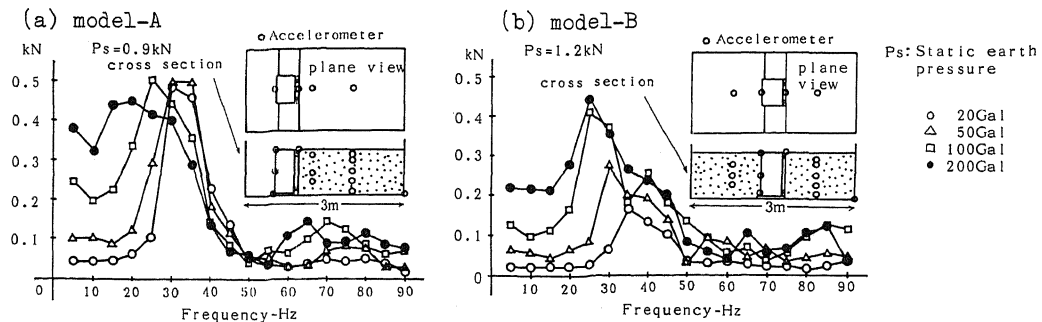 (a) model-A
kN
Ps=0.9kN
cross section
Accelerometer
plane view
0.5
0.4
0.3
0.2
0.1
0
3m
10 20 30 40 50 60 70 80 90
Frequency-Hz
(b) model-B
kN
Ps=1.2kN
cross section
Accelerometer
plane
view
0.5
0.4
0.3
0.2
0.1
0
3m
10 20 30 40 50 60 70 80 90
Frequency-Hz
Ps: Static earth
pressure
20Gal
50Gal
100Gal
200Gal